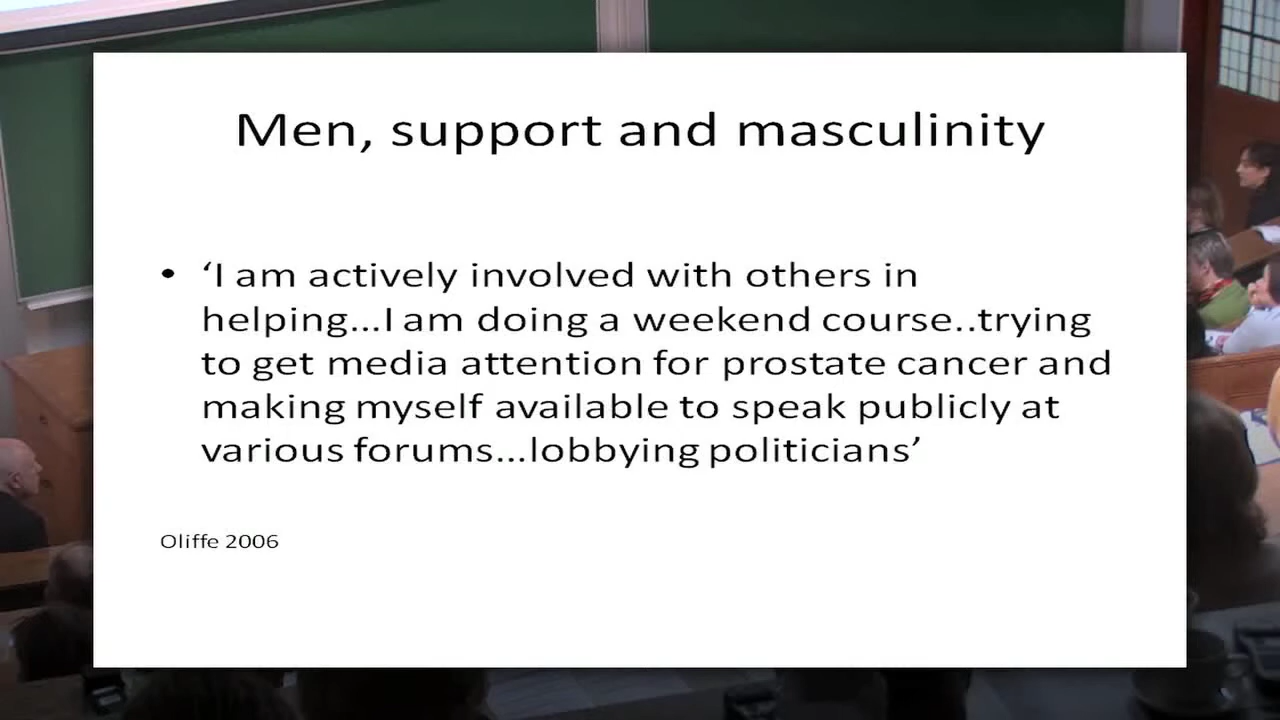 Men, support and masculinity
• ‘I am actively involved with others in
helping...I am doing a weekend course..trying
to get media attention for prostate cancer and
making myself available to speak publicly at
various forums...lobbying politicians’
Oliffe 2006